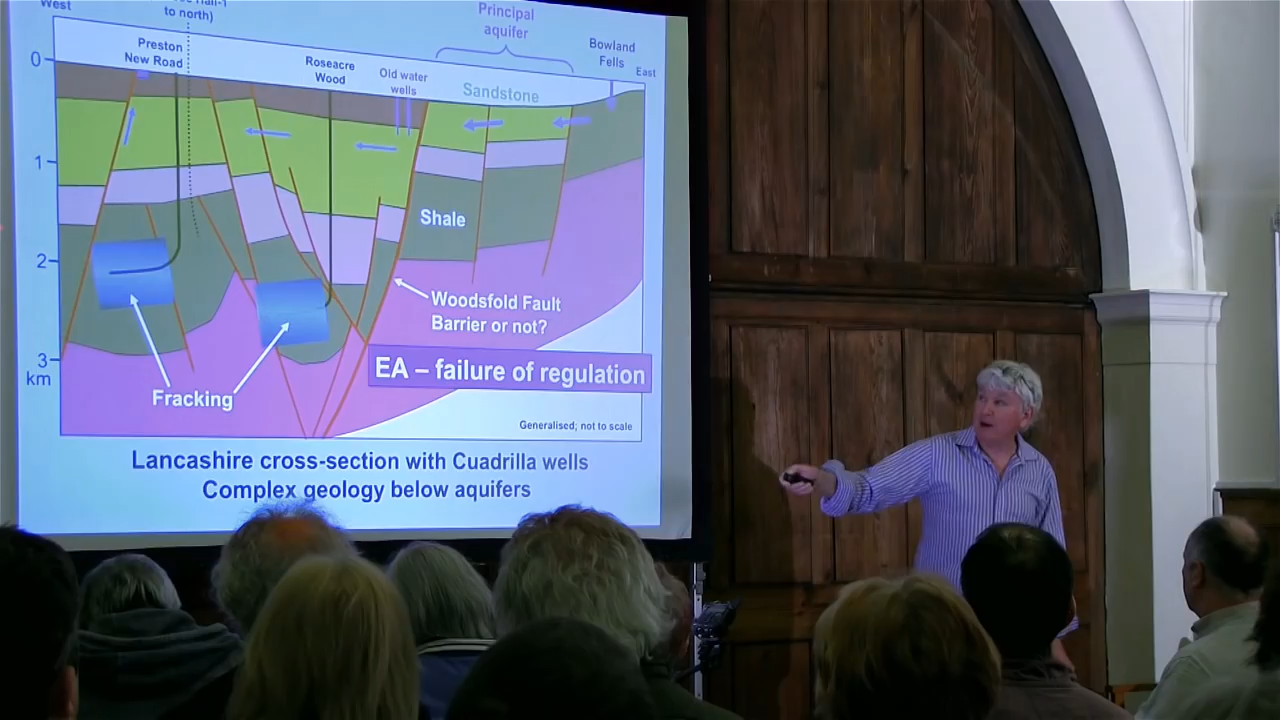 West
to north)
Principal
aquifer
Preston
New Road
Roseacre
Wood
Old water
wells
Sandstone
Bowland
Fells
East
0
1
2
3
km
Shale
Woodsfold Fault
Barrier or not?
EA – failure of regulation
Fracking
Generalised; not to scale
Lancashire cross-section with Cuadrilla wells
Complex geology below aquifers